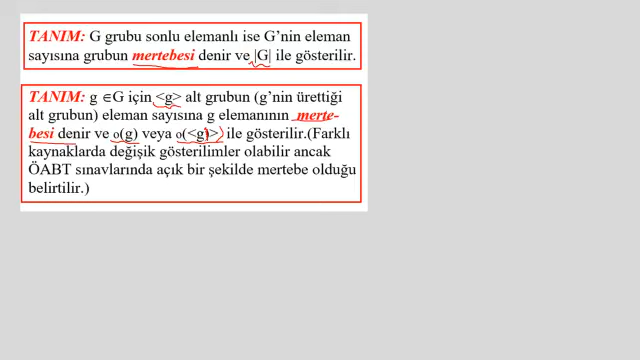 TANIM: G grubu sonlu elemanlı ise G’nin eleman
sayısına grubun mertebesi denir ve |G| ile gösterilir.
TANIM: g ∈G için <g> alt grubun (g’nin ürettiği
alt grubun) eleman sayısına g elemanının merte-
besi denir ve o(g) veya o(<g>) ile gösterilir.(Farklı
kaynaklarda değişik gösterilimler olabilir ancak
ÖABT sınavlarında açık bir şekilde mertebe olduğu
belirtilir.)